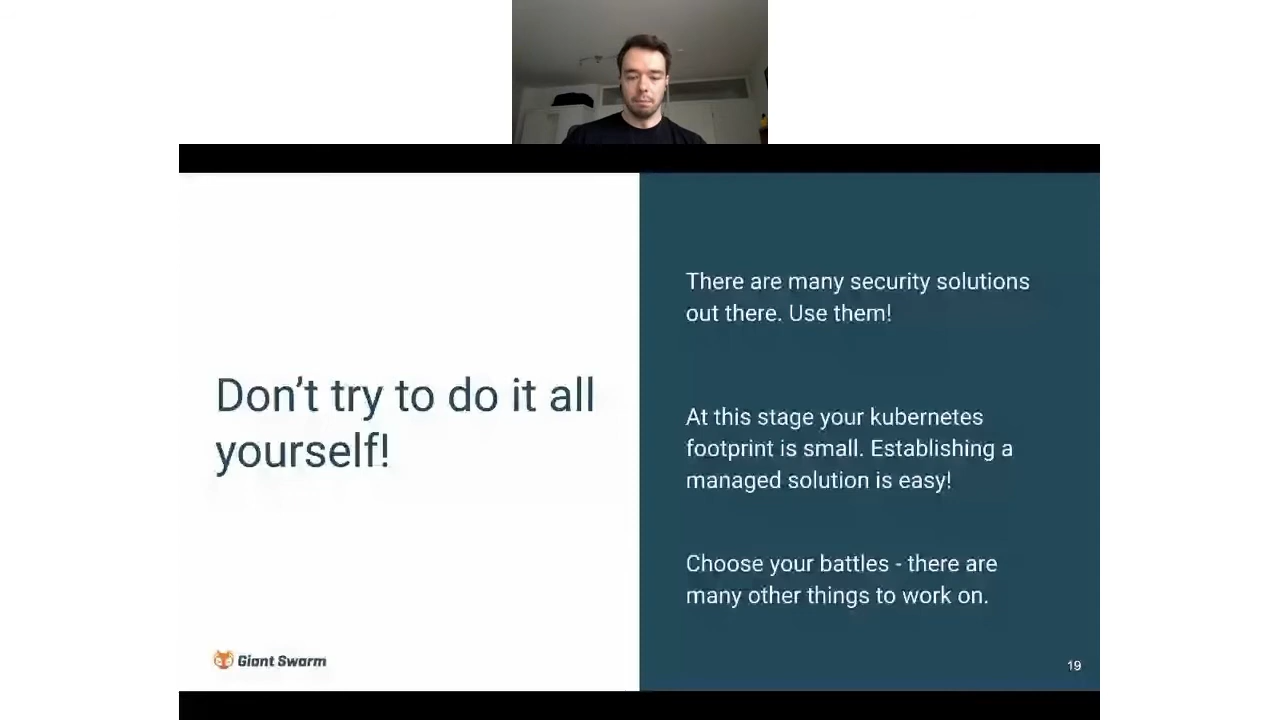 Don't try to do it all
yourself!
There are many security solutions
out there. Use them!
At this stage your kubernetes
footprint is small. Establishing a
managed solution is easy!
Choose your battles - there are
many other things to work on.
Giant Swarm
19